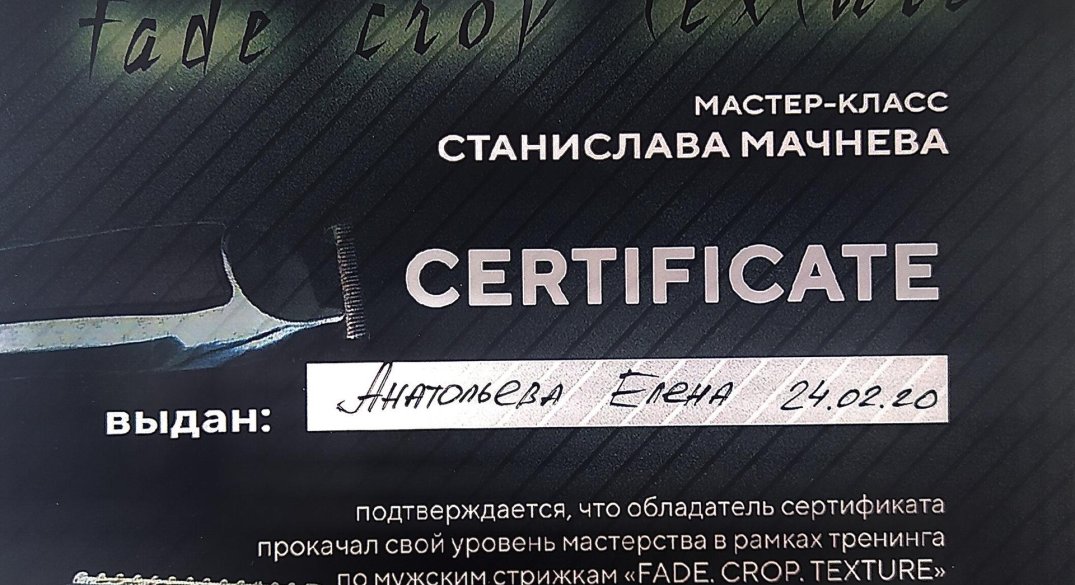 fade crop texture
МАСТЕР-КЛАСС
СТАНИСЛАВА МАЧНЕВА
CERTIFICATE
выдан: Анатольева Елена 24.02.20
подтверждается, что обладатель сертификата
прокачал свой уровень мастерства в рамках тренинга
по мужским стрижкам «FADE. CROP. TEXTURE»